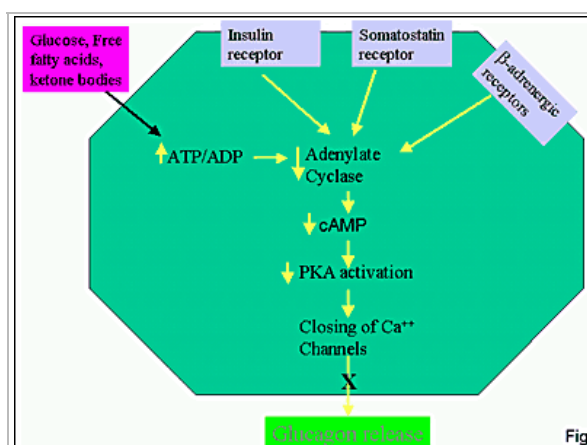 Glucose, Free
fatty acids,
ketone bodies
Insulin
receptor
Somatostatin
receptor
β-adrenergic
receptors
ATP/ADP
Adenylate
Cyclase
cAMP
PKA activation
Closing of Ca⁺⁺
Channels
X
Glucagon release
Fig